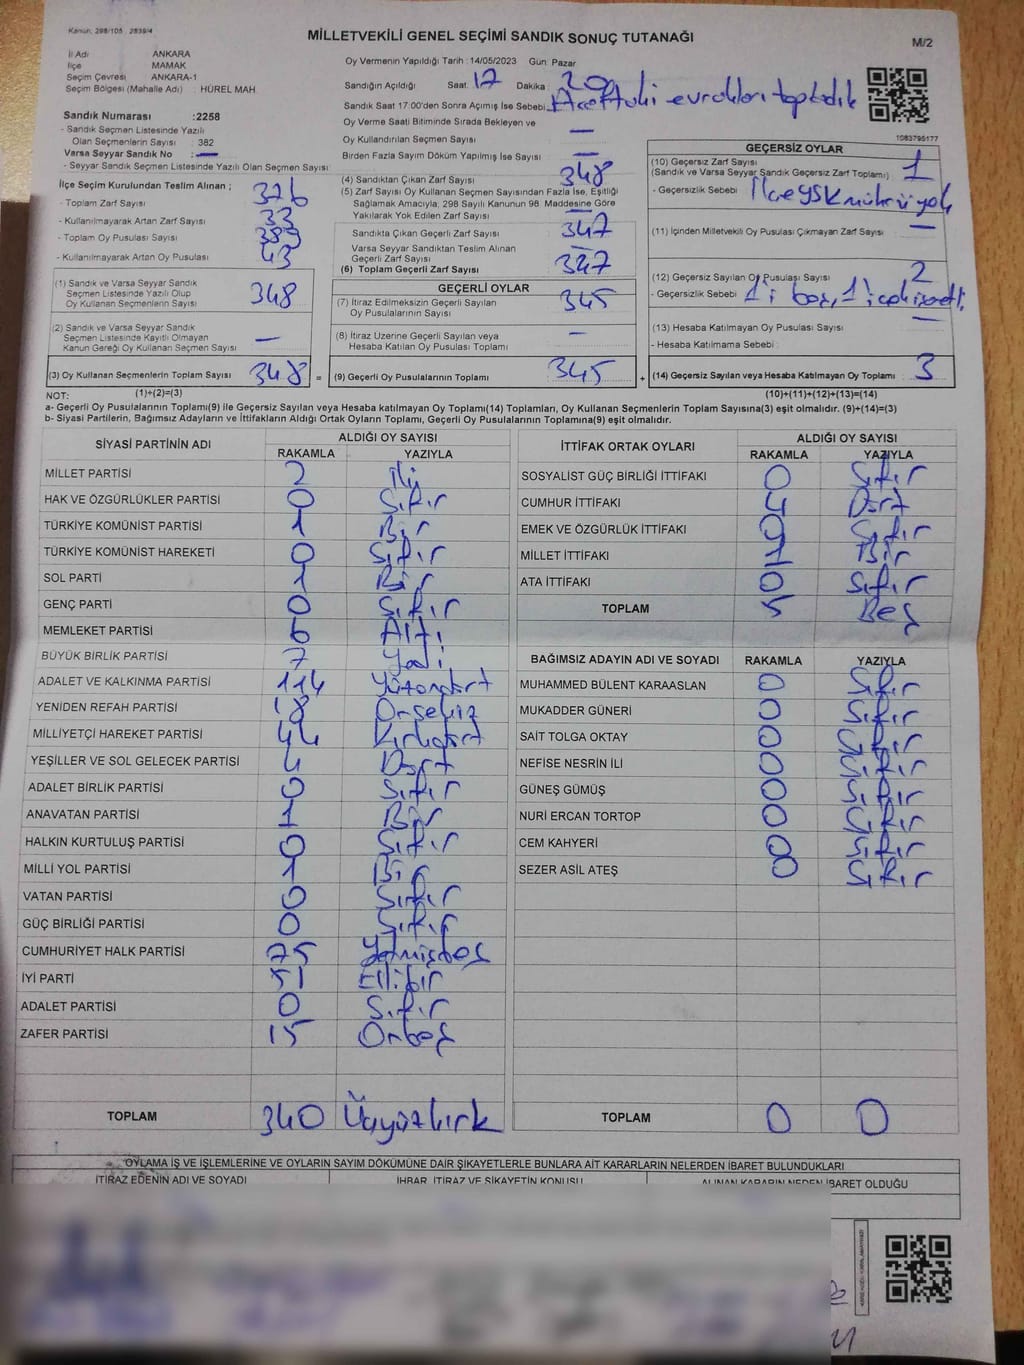 Kanun: 298/105 2839/4
MİLLETVEKİLİ GENEL SEÇİMİ SANDIK SONUÇ TUTANAĞI
M/2
İl Adı ANKARA
İlçe MAMAK
Seçim Çevresi ANKARA-1
Seçim Bölgesi (Mahalle Adı) : HÜREL MAH.
Oy Vermenin Yapıldığı Tarih : 14/05/2023 Gün: Pazar
Sandığın Açıldığı Saat: 17 Dakika : 20
Sandık Saat 17:00'den Sonra Açımış İse Sebebi: evrakları topladık
Oy Verme Saati Bitiminde Sırada Bekleyen ve
Oy Kullandırılan Seçmen Sayısı —
Birden Fazla Sayım Döküm Yapılmış İse Sayısı —
1083795177
Sandık Numarası :2258
- Sandık Seçmen Listesinde Yazılı
Olan Seçmenlerin Sayısı : 382
Varsa Seyyar Sandık No : —
- Seyyar Sandık Seçmen Listesinde Yazılı Olan Seçmen Sayısı :
İlçe Seçim Kurulundan Teslim Alınan ;
- Toplam Zarf Sayısı
- Kullanılmayarak Artan Zarf Sayısı : 33
- Toplam Oy Pusulası Sayısı
- Kullanılmayarak Artan Oy Pusulası : 43
(4) Sandıktan Çıkan Zarf Sayısı 348
(5) Zarf Sayısı Oy Kullanan Seçmen Sayısından Fazla İse, Eşitliği
Sağlamak Amacıyla; 298 Sayılı Kanunun 98. Maddesine Göre
Yakılarak Yok Edilen Zarf Sayısı —
Sandıkta Çıkan Geçerli Zarf Sayısı 347
Varsa Seyyar Sandıktan Teslim Alınan
Geçerli Zarf Sayısı —
(6) Toplam Geçerli Zarf Sayısı 347
GEÇERSİZ OYLAR
(10) Geçersiz Zarf Sayısı 1
(Sandık ve Varsa Seyyar Sandık Geçersiz Zarf Toplamı)
- Geçersizlik Sebebi : İlçe YSK mührü yok
(11) İçinden Milletvekili Oy Pusulası Çıkmayan Zarf Sayısı : —
(12) Geçersiz Sayılan Oy Pusulası Sayısı 2
- Geçersizlik Sebebi : 1'i boş, 1'i
(13) Hesaba Katılmayan Oy Pusulası Sayısı —
- Hesaba Katılmama Sebebi :
(1) Sandık ve Varsa Seyyar Sandık
Seçmen Listesinde Yazılı Olup
Oy Kullanan Seçmenlerin Sayısı 348
(2) Sandık ve Varsa Seyyar Sandık
Seçmen Listesinde Kayıtlı Olmayan
Kanun Gereği Oy Kullanan Seçmen Sayısı —
(3) Oy Kullanan Seçmenlerin Toplam Sayısı 348 =
GEÇERLİ OYLAR
(7) İtiraz Edilmeksizin Geçerli Sayılan
Oy Pusulalarının Sayısı 345
(8) İtiraz Üzerine Geçerli Sayılan veya
Hesaba Katılan Oy Pusulası Toplamı —
(9) Geçerli Oy Pusulalarının Toplamı 345 +
(14) Geçersiz Sayılan veya Hesaba Katılmayan Oy Toplamı 3
NOT: (1)+(2)=(3) (10)+(11)+(12)+(13)=(14)
a- Geçerli Oy Pusulalarının Toplamı(9) ile Geçersiz Sayılan veya Hesaba katılmayan Oy Toplamı(14) Toplamları, Oy Kullanan Seçmenlerin Toplam Sayısına(3) eşit olmalıdır. (9)+(14)=(3)
b- Siyasi Partilerin, Bağımsız Adayların ve İttifakların Aldığı Ortak Oyların Toplamı, Geçerli Oy Pusulalarının Toplamına(9) eşit olmalıdır.
SİYASİ PARTİNİN ADI ALDIĞI OY SAYISI
RAKAMLA YAZIYLA
MİLLET PARTİSİ 2 İki
HAK VE ÖZGÜRLÜKLER PARTİSİ 0 Sıfır
TÜRKİYE KOMÜNİST PARTİSİ 1 Bir
TÜRKİYE KOMÜNİST HAREKETİ 0 Sıfır
SOL PARTİ 1 Bir
GENÇ PARTİ 0 Sıfır
MEMLEKET PARTİSİ 6 Altı
BÜYÜK BİRLİK PARTİSİ 7 Yedi
ADALET VE KALKINMA PARTİSİ 114 Yüzondört
YENİDEN REFAH PARTİSİ 18 Onsekiz
MİLLİYETÇİ HAREKET PARTİSİ 44 Kırkdört
YEŞİLLER VE SOL GELECEK PARTİSİ 4 Dört
ADALET BİRLİK PARTİSİ 0 Sıfır
ANAVATAN PARTİSİ 1 Bir
HALKIN KURTULUŞ PARTİSİ 0 Sıfır
MİLLİ YOL PARTİSİ 1 Bir
VATAN PARTİSİ 0 Sıfır
GÜÇ BİRLİĞİ PARTİSİ 0 Sıfır
CUMHURİYET HALK PARTİSİ 75 Yetmişbeş
İYİ PARTİ 51 Ellibir
ADALET PARTİSİ 0 Sıfır
ZAFER PARTİSİ 15 Onbeş
TOPLAM 340 Üçyüzkırk
İTTİFAK ORTAK OYLARI ALDIĞI OY SAYISI
RAKAMLA YAZIYLA
SOSYALİST GÜÇ BİRLİĞİ İTTİFAKI 0 Sıfır
CUMHUR İTTİFAKI 4 Dört
EMEK VE ÖZGÜRLÜK İTTİFAKI 0 Sıfır
MİLLET İTTİFAKI 1 Bir
ATA İTTİFAKI 0 Sıfır
TOPLAM 5 Beş
BAĞIMSIZ ADAYIN ADI VE SOYADI RAKAMLA YAZIYLA
MUHAMMED BÜLENT KARAASLAN 0 Sıfır
MUKADDER GÜNERİ 0 Sıfır
SAİT TOLGA OKTAY 0 Sıfır
NEFİSE NESRİN İLİ 0 Sıfır
GÜNEŞ GÜMÜŞ 0 Sıfır
NURİ ERCAN TORTOP 0 Sıfır
CEM KAHYERİ 0 Sıfır
SEZER ASİL ATEŞ 0 Sıfır
TOPLAM 0 0
OYLAMA İŞ VE İŞLEMLERİNE VE OYLARIN SAYIM DÖKÜMÜNE DAİR ŞİKAYETLERLE BUNLARA AİT KARARLARIN NELERDEN İBARET BULUNDUKLARI
İTİRAZ EDENİN ADI VE SOYADI İHBAR, İTİRAZ VE ŞİKAYETİN KONUSU ALINAN KARARIN NEDEN İBARET OLDUĞU